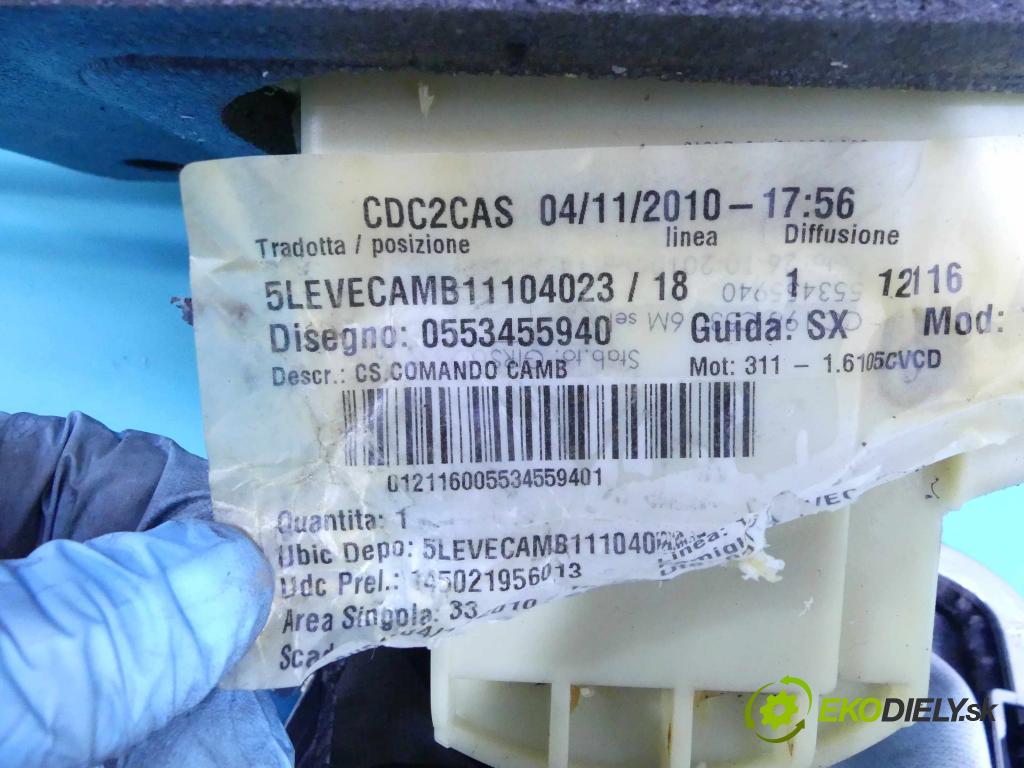 CDC2CAS 04/11/2010 – 17:56
Tradotta / posizione linea Diffusione
5LEVECAMB11104023 / 18 1 12116
Disegno: 0553455940 Guida: SX Mod:
Descr.: CS COMANDO CAMB Mot: 311 – 1.6105CVCD
012116005534559401
Quantita: 1
Ubic Depo: 5LEVECAMB111040
Udc Prel.: 145021956013
Area Singola: 33
Linea:
EKODIELY.sk